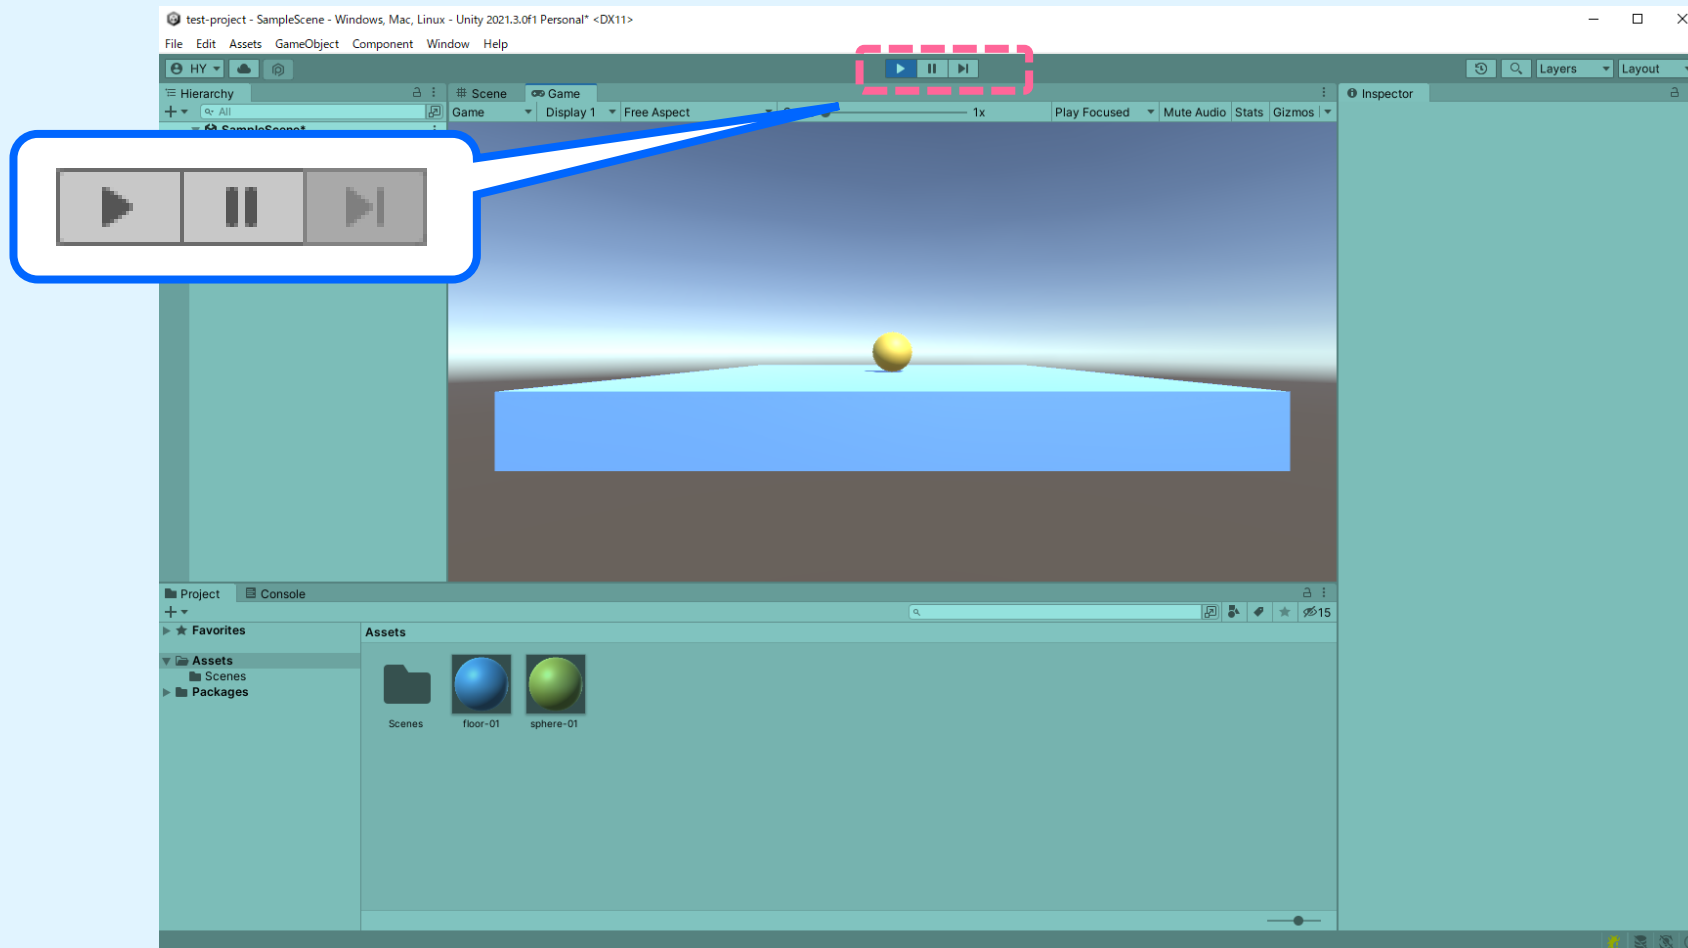 test-project - SampleScene - Windows, Mac, Linux - Unity 2021.3.0f1 Personal* <DX11>
File Edit Assets GameObject Component Window Help
HY
Layers
Layout
Hierarchy
Scene
Game
Inspector
All
Game
Display 1
Free Aspect
1x
Play Focused
Mute Audio
Stats
Gizmos
SampleScene*
Project
Console
15
Favorites
Assets
Scenes
Packages
Assets
Scenes
floor-01
sphere-01